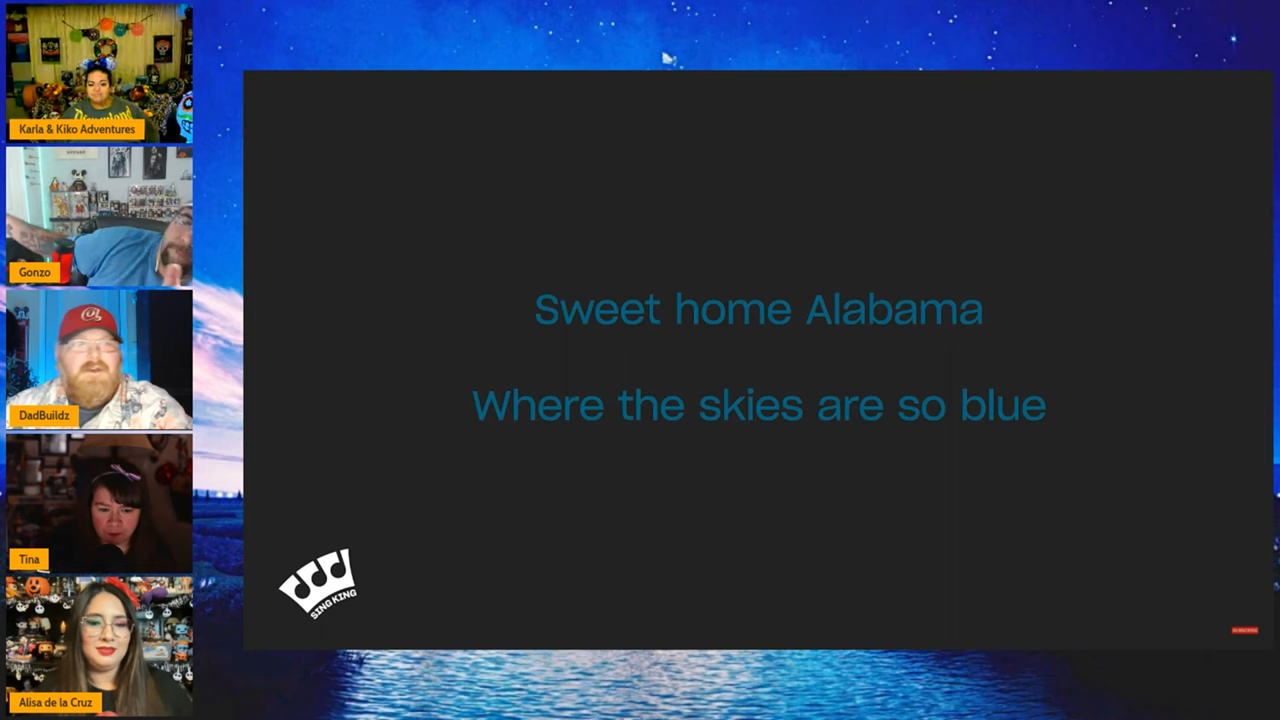 Karla & Kiko Adventures
Gonzo
DadBuildz
Tina
Alisa de la Cruz
Sweet home Alabama
Where the skies are so blue
SING KING
SUBSCRIBE